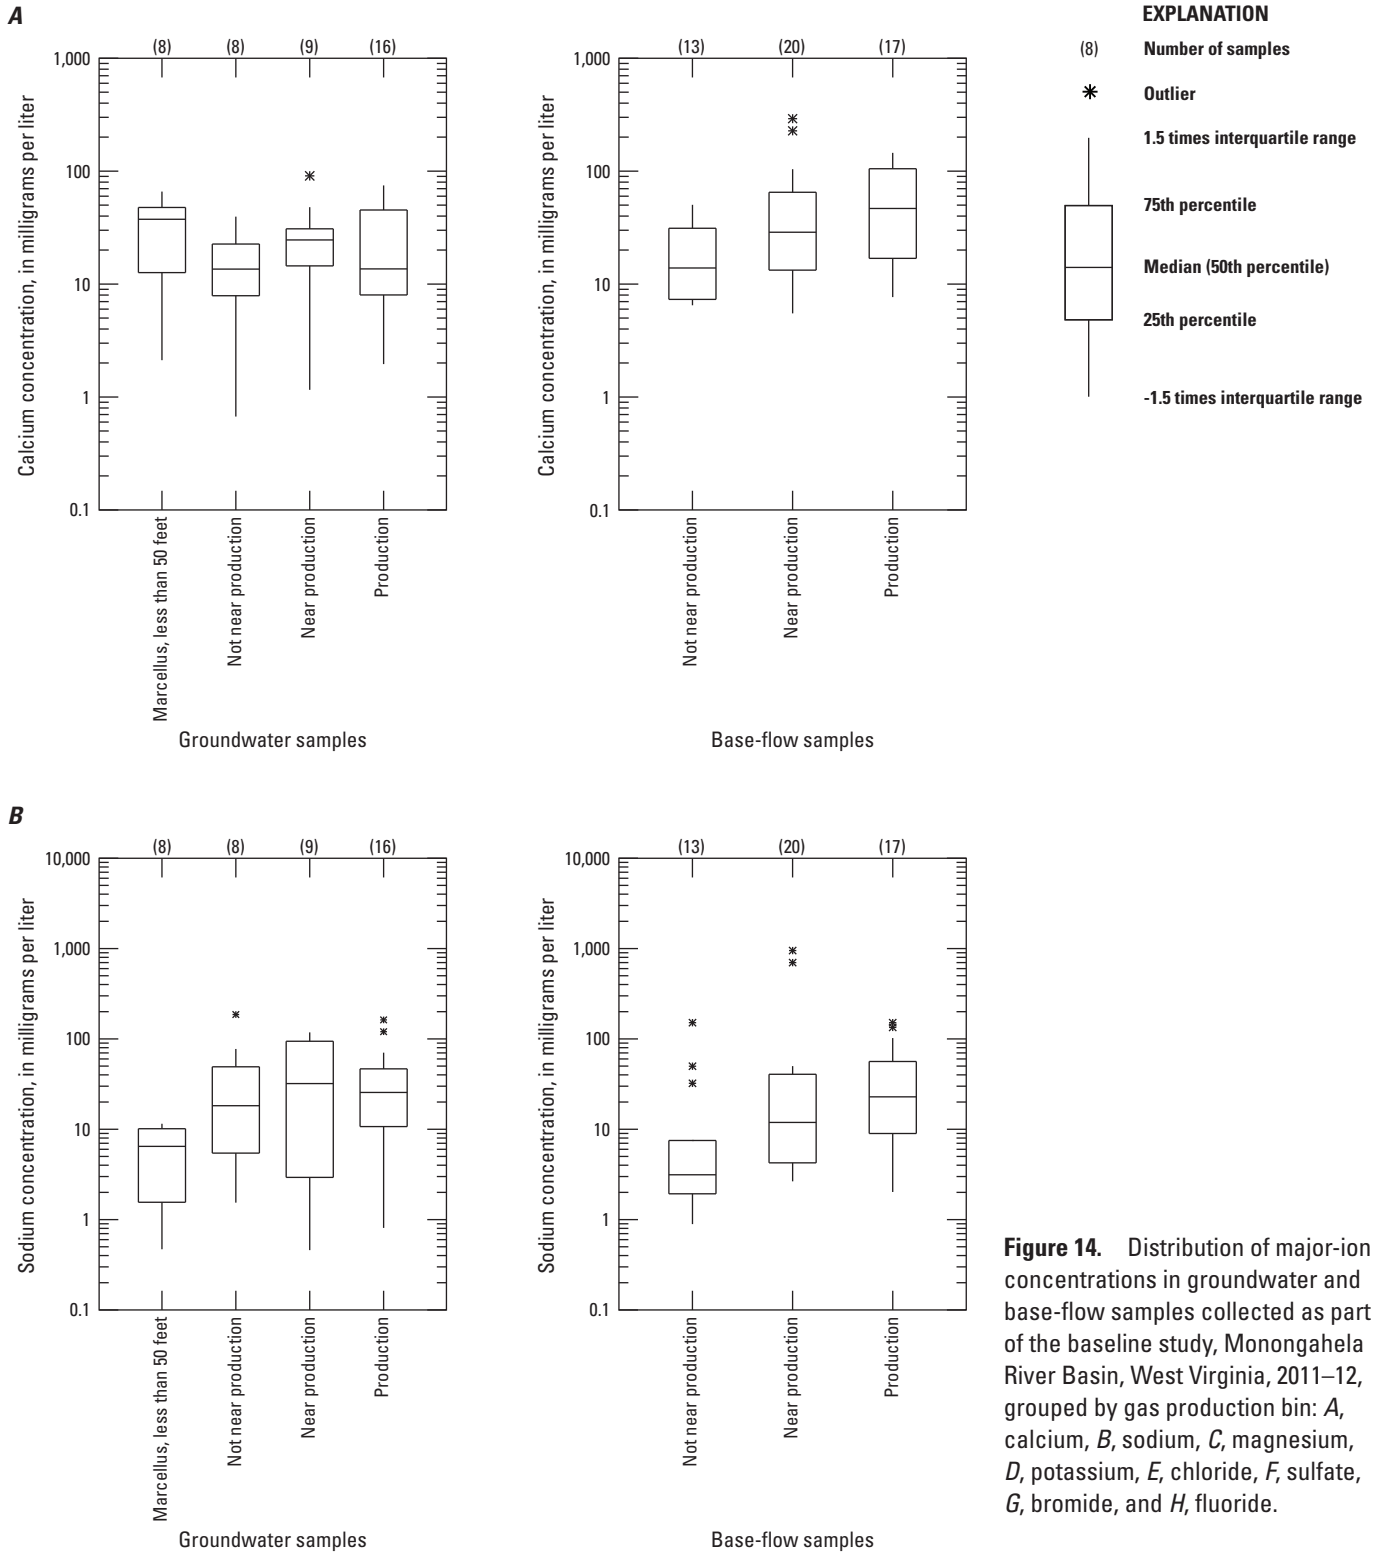 A
EXPLANATION
(8) Number of samples
Outlier
1.5 times interquartile range
75th percentile
Median (50th percentile)
25th percentile
-1.5 times interquartile range
(8) (8) (9) (16)
Calcium concentration, in milligrams per liter
1,000
100
10
1
0.1
Marcellus, less than 50 feet
Not near production
Near production
Production
Groundwater samples
(13) (20) (17)
Calcium concentration, in milligrams per liter
1,000
100
10
1
0.1
Not near production
Near production
Production
Base-flow samples
B
(8) (8) (9) (16)
Sodium concentration, in milligrams per liter
10,000
1,000
100
10
1
0.1
Marcellus, less than 50 feet
Not near production
Near production
Production
Groundwater samples
(13) (20) (17)
Sodium concentration, in milligrams per liter
10,000
1,000
100
10
1
0.1
Not near production
Near production
Production
Base-flow samples
Figure 14. Distribution of major-ion
concentrations in groundwater and
base-flow samples collected as part
of the baseline study, Monongahela
River Basin, West Virginia, 2011–12,
grouped by gas production bin: A,
calcium, B, sodium, C, magnesium,
D, potassium, E, chloride, F, sulfate,
G, bromide, and H, fluoride.